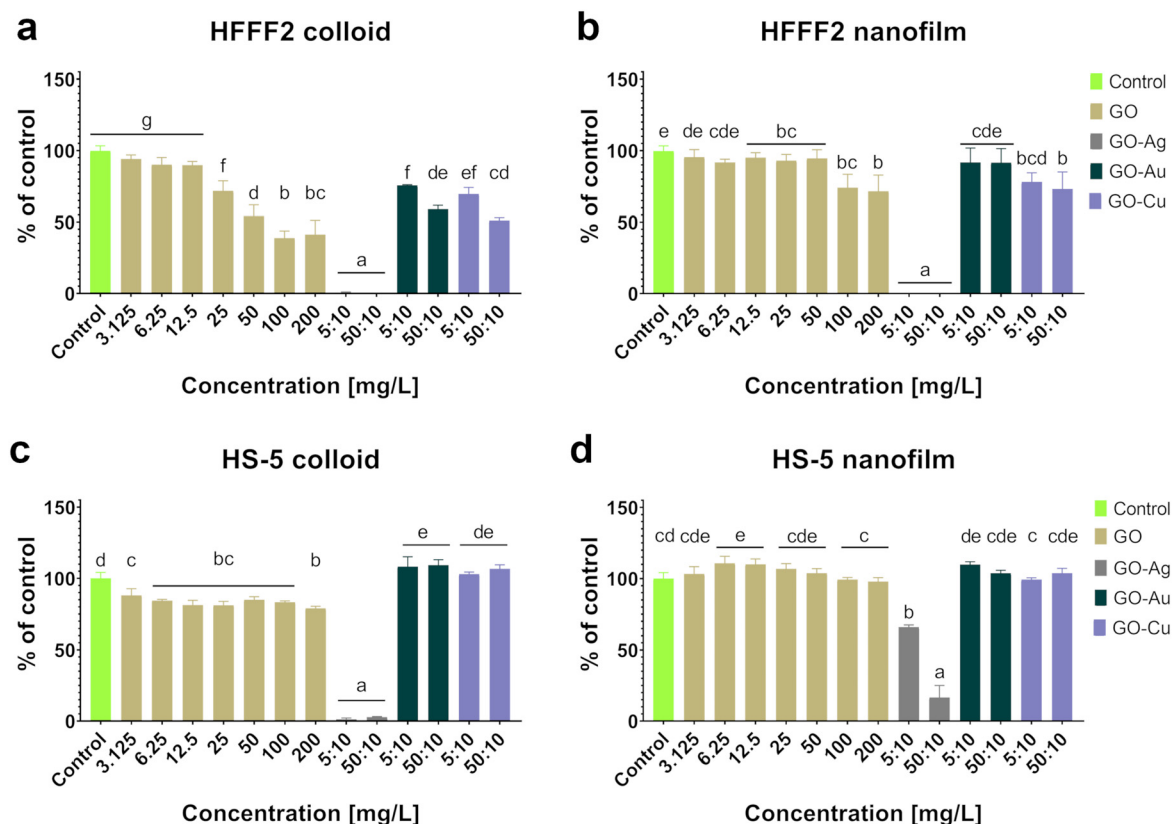 a
HFFF2 colloid
% of control
150
100
50
0
g
f
d
b
bc
a
f
de
ef
cd
Control
3.125
6.25
12.5
25
50
100
200
5:10
50:10
5:10
50:10
5:10
50:10
Concentration [mg/L]
b
HFFF2 nanofilm
% of control
150
100
50
0
e
de
cde
bc
bc
b
a
cde
bcd
b
Control
3.125
6.25
12.5
25
50
100
200
5:10
50:10
5:10
50:10
5:10
50:10
Concentration [mg/L]
Control
GO
GO-Ag
GO-Au
GO-Cu
c
HS-5 colloid
% of control
150
100
50
0
d
c
bc
b
a
e
de
Control
3.125
6.25
12.5
25
50
100
200
5:10
50:10
5:10
50:10
5:10
50:10
Concentration [mg/L]
d
HS-5 nanofilm
% of control
150
100
50
0
cd
cde
e
cde
c
b
a
de
cde
c
cde
Control
3.125
6.25
12.5
25
50
100
200
5:10
50:10
5:10
50:10
5:10
50:10
Concentration [mg/L]
Control
GO
GO-Ag
GO-Au
GO-Cu